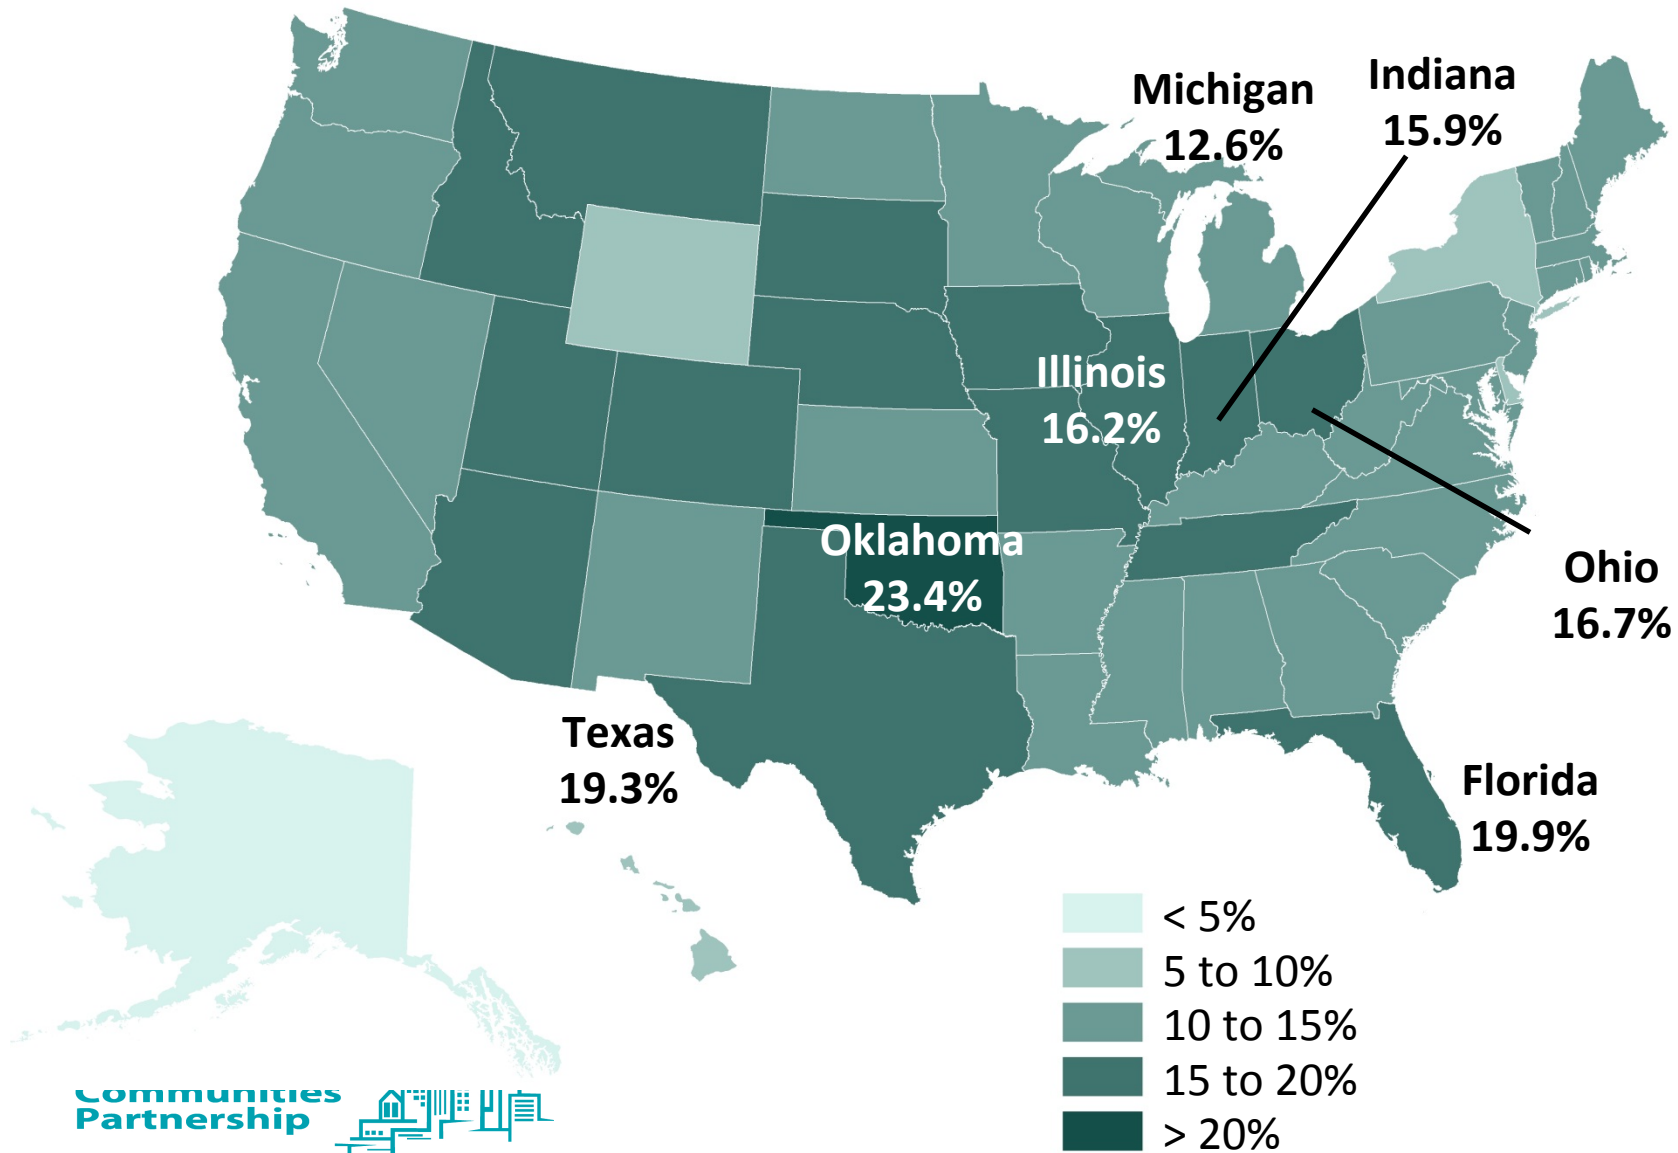 Michigan
12.6%
Indiana
15.9%
Illinois
16.2%
Oklahoma
23.4%
Ohio
16.7%
Texas
19.3%
Florida
19.9%
< 5%
5 to 10%
10 to 15%
15 to 20%
> 20%
Communities
Partnership